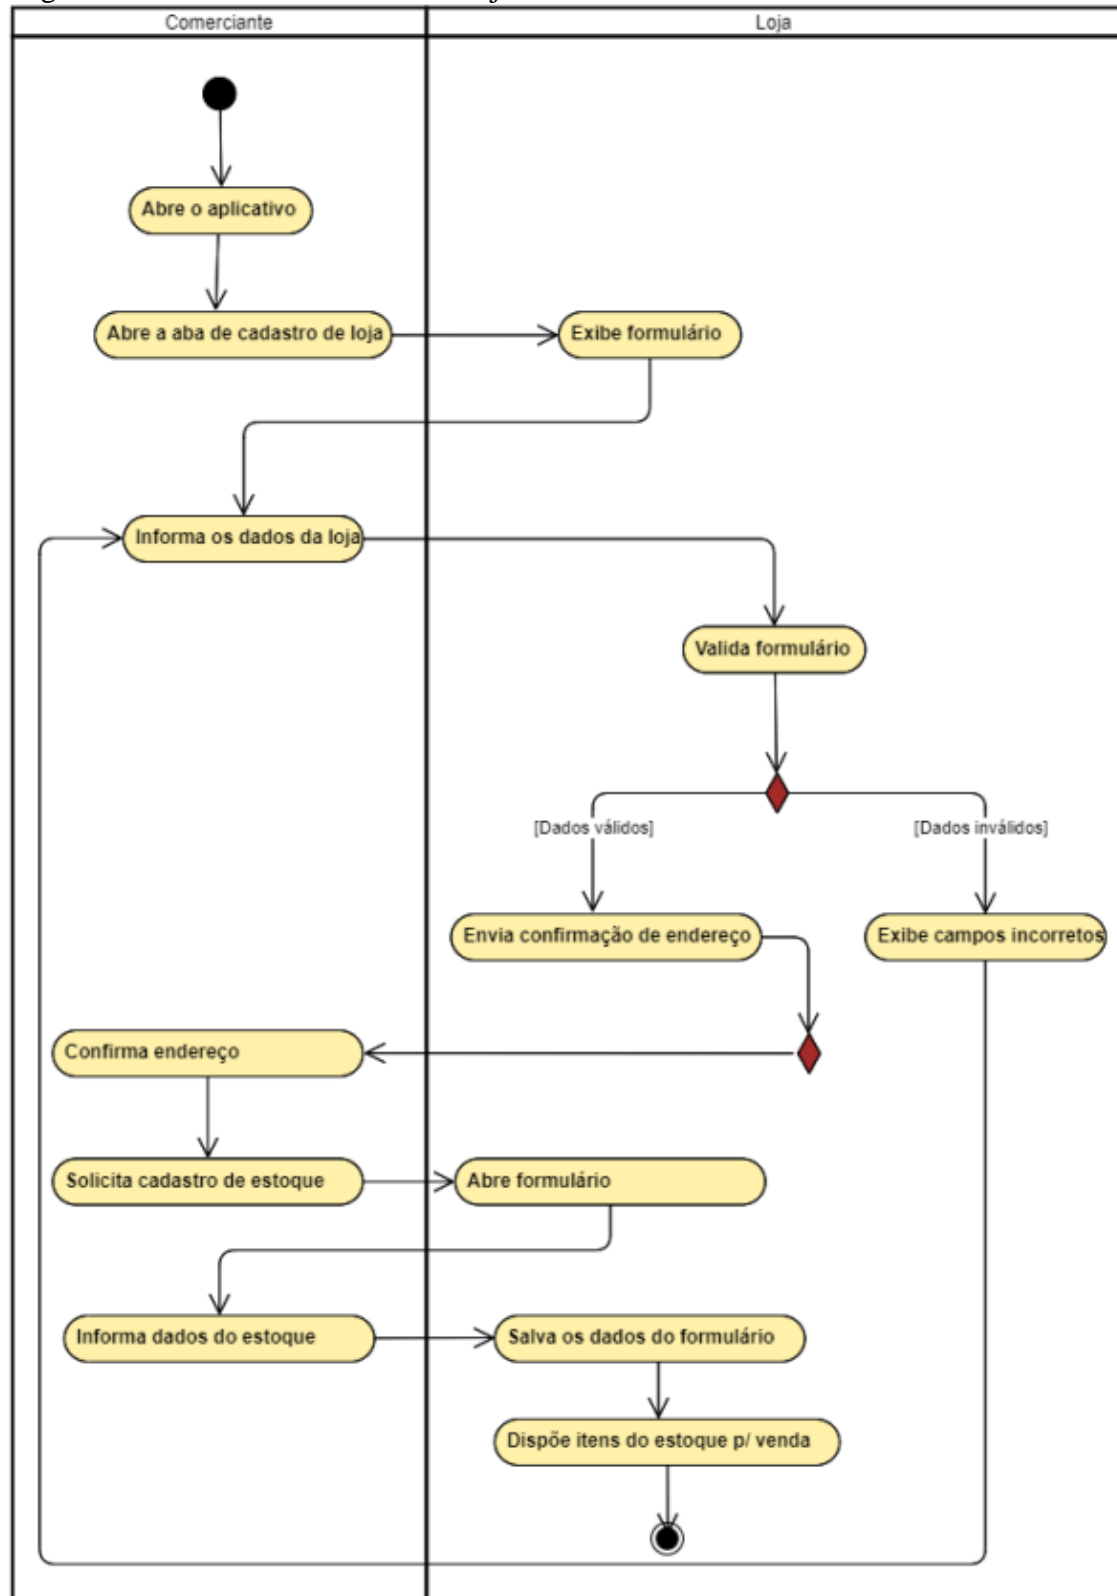 Comerciante
Loja
Abre o aplicativo
Abre a aba de cadastro de loja
Exibe formulário
Informa os dados da loja
Valida formulário
[Dados válidos]
[Dados inválidos]
Envia confirmação de endereço
Exibe campos incorretos
Confirma endereço
Solicita cadastro de estoque
Abre formulário
Informa dados do estoque
Salva os dados do formulário
Dispõe itens do estoque p/ venda